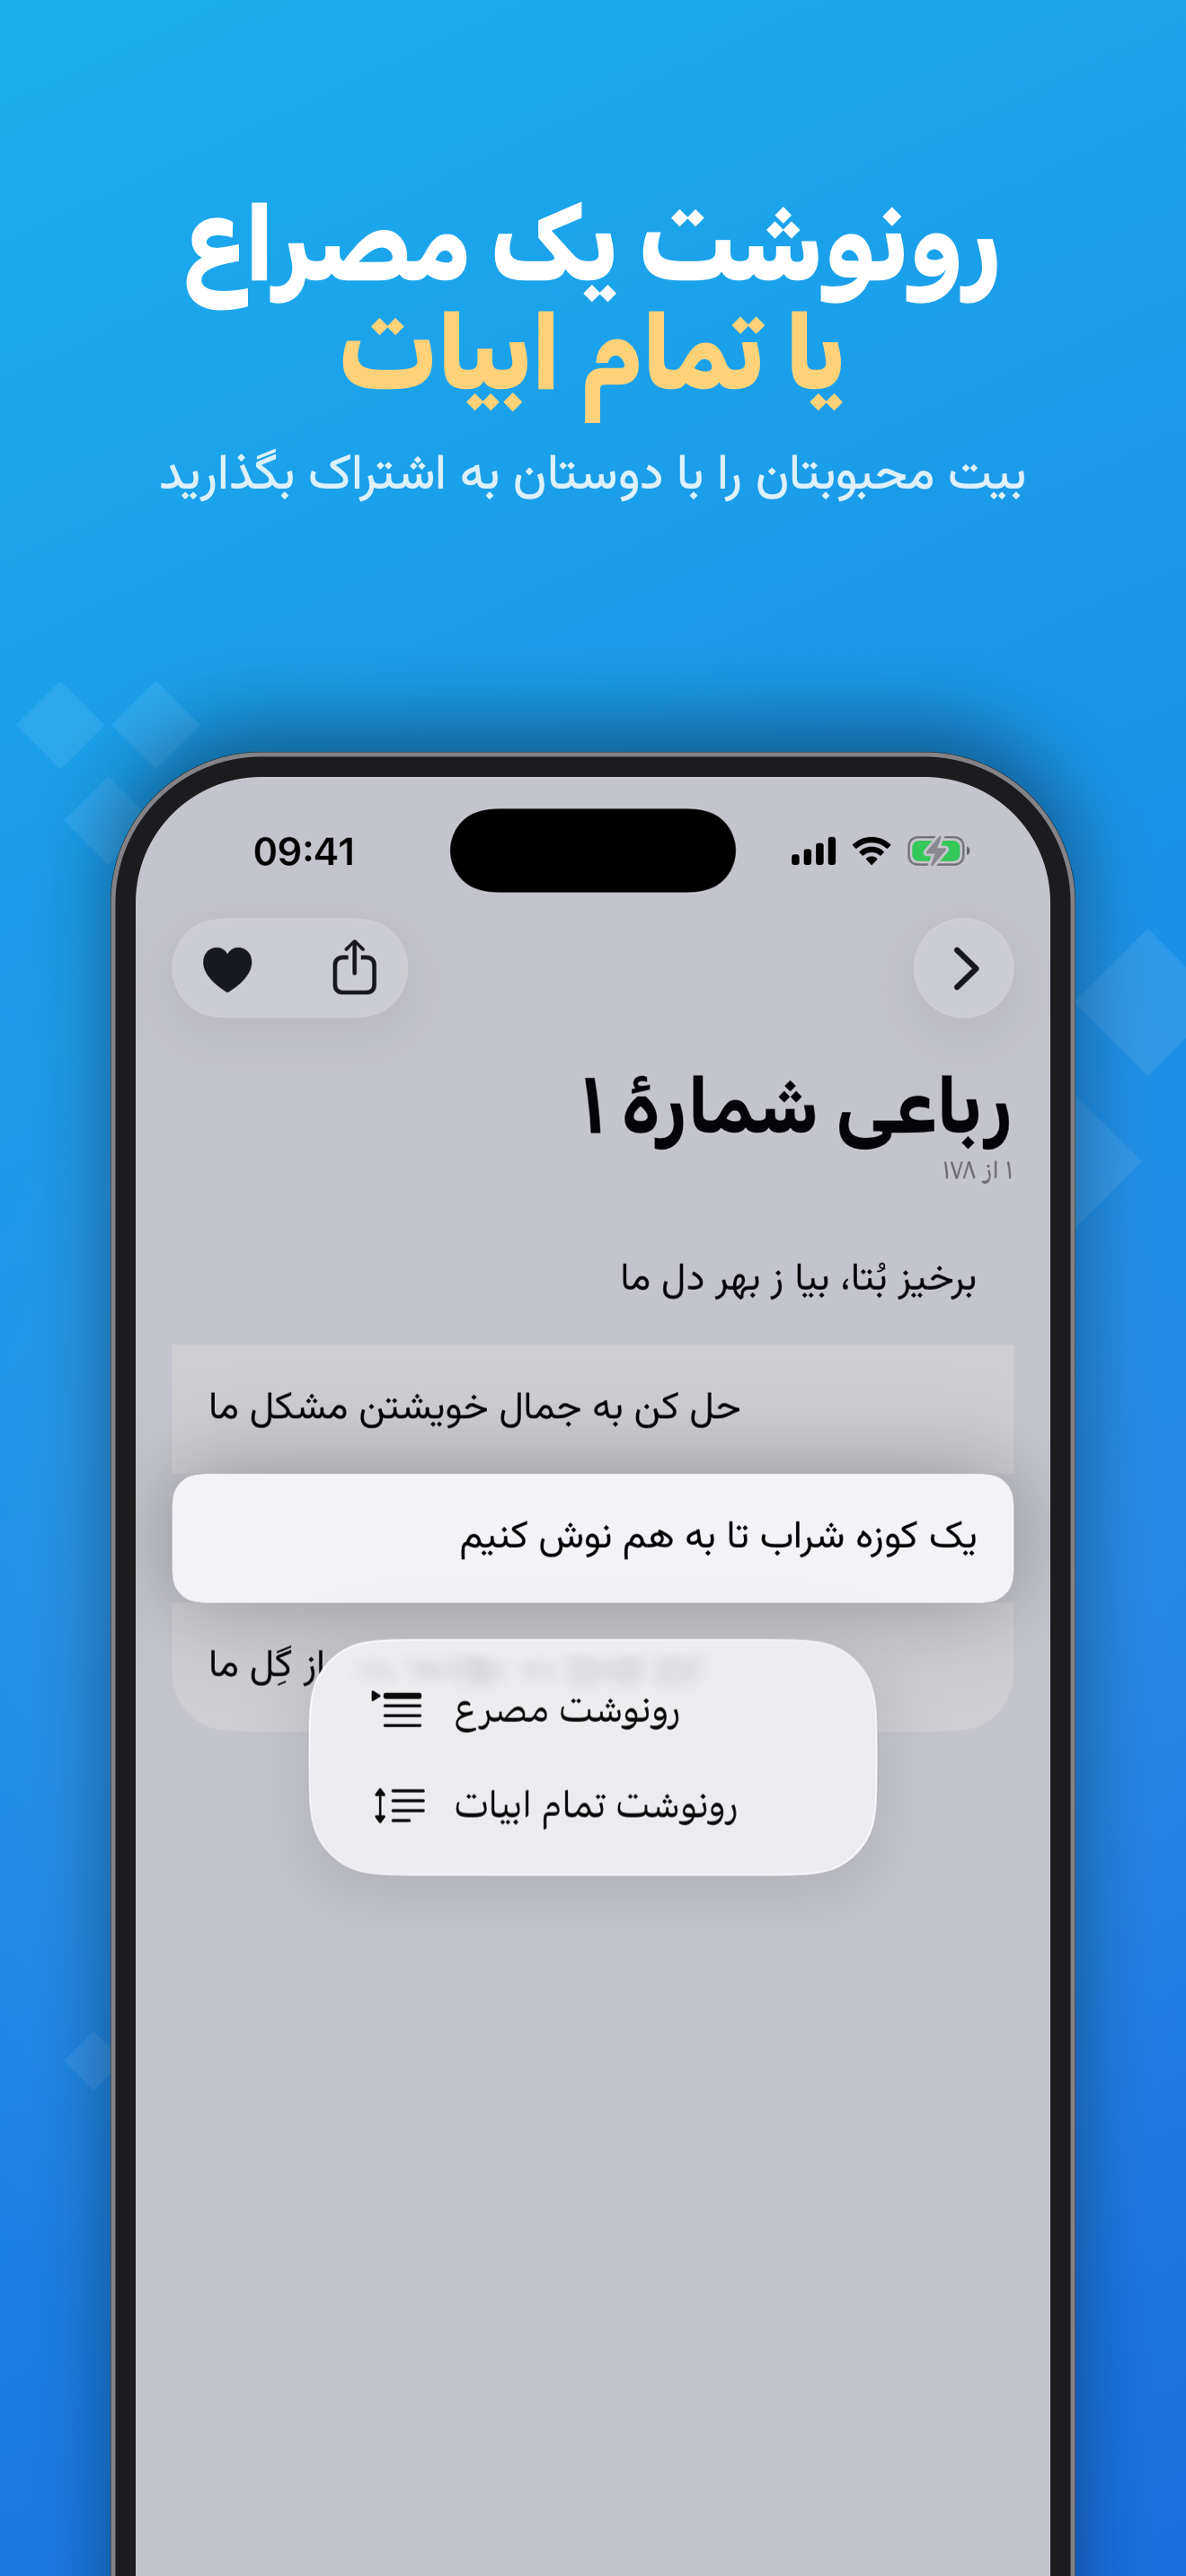 رونوشت یک مصراع
یا تمام ابیات
بیت محبوبتان را با دوستان به اشتراک بگذارید
09:41
رباعی شمارهٔ ۱
۱ از ۱۷۸
برخیز بُتا، بیا ز بهر دل ما
حل کن به جمال خویشتن مشکل ما
یک کوزه شراب تا به هم نوش کنیم
از گِل ما
رونوشت مصرع
رونوشت تمام ابیات